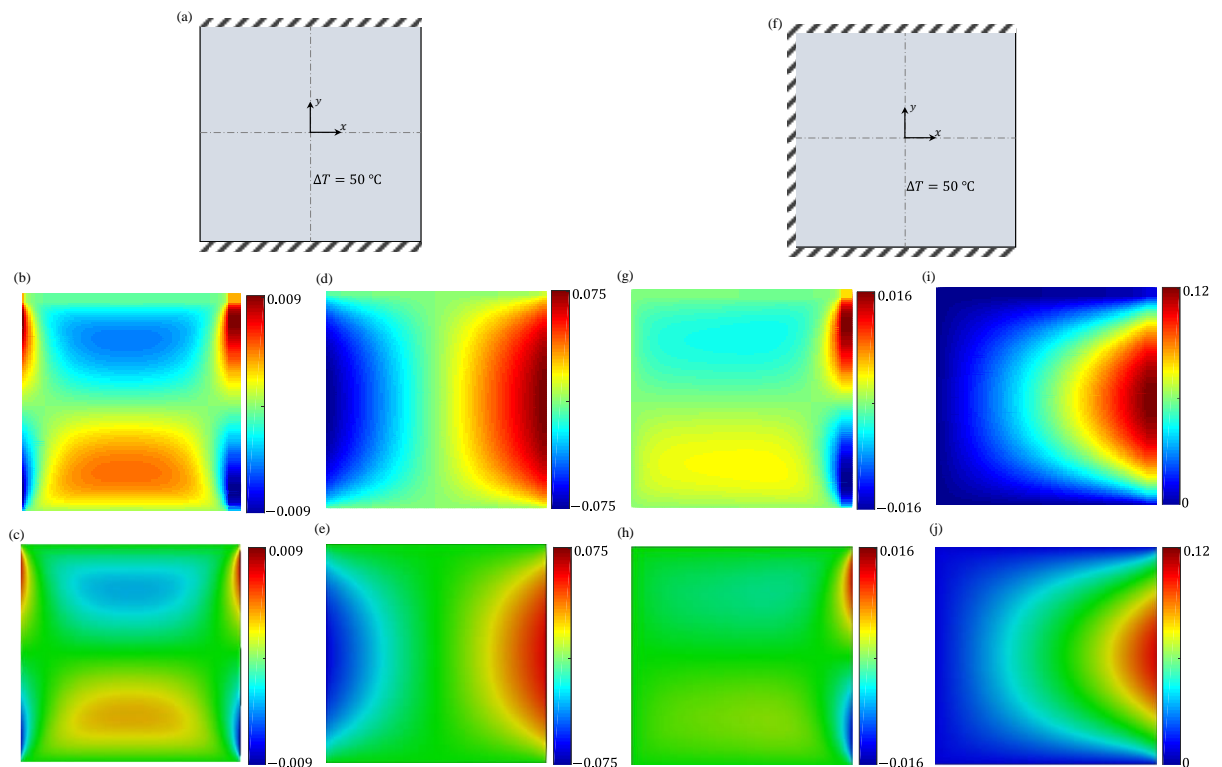 (a)
y
x
ΔT = 50 °C
(f)
y
x
ΔT = 50 °C
(b)
0.009
−0.009
(d)
0.075
−0.075
(g)
0.016
−0.016
(i)
0.12
0
(c)
0.009
−0.009
(e)
0.075
−0.075
(h)
0.016
−0.016
(j)
0.12
0